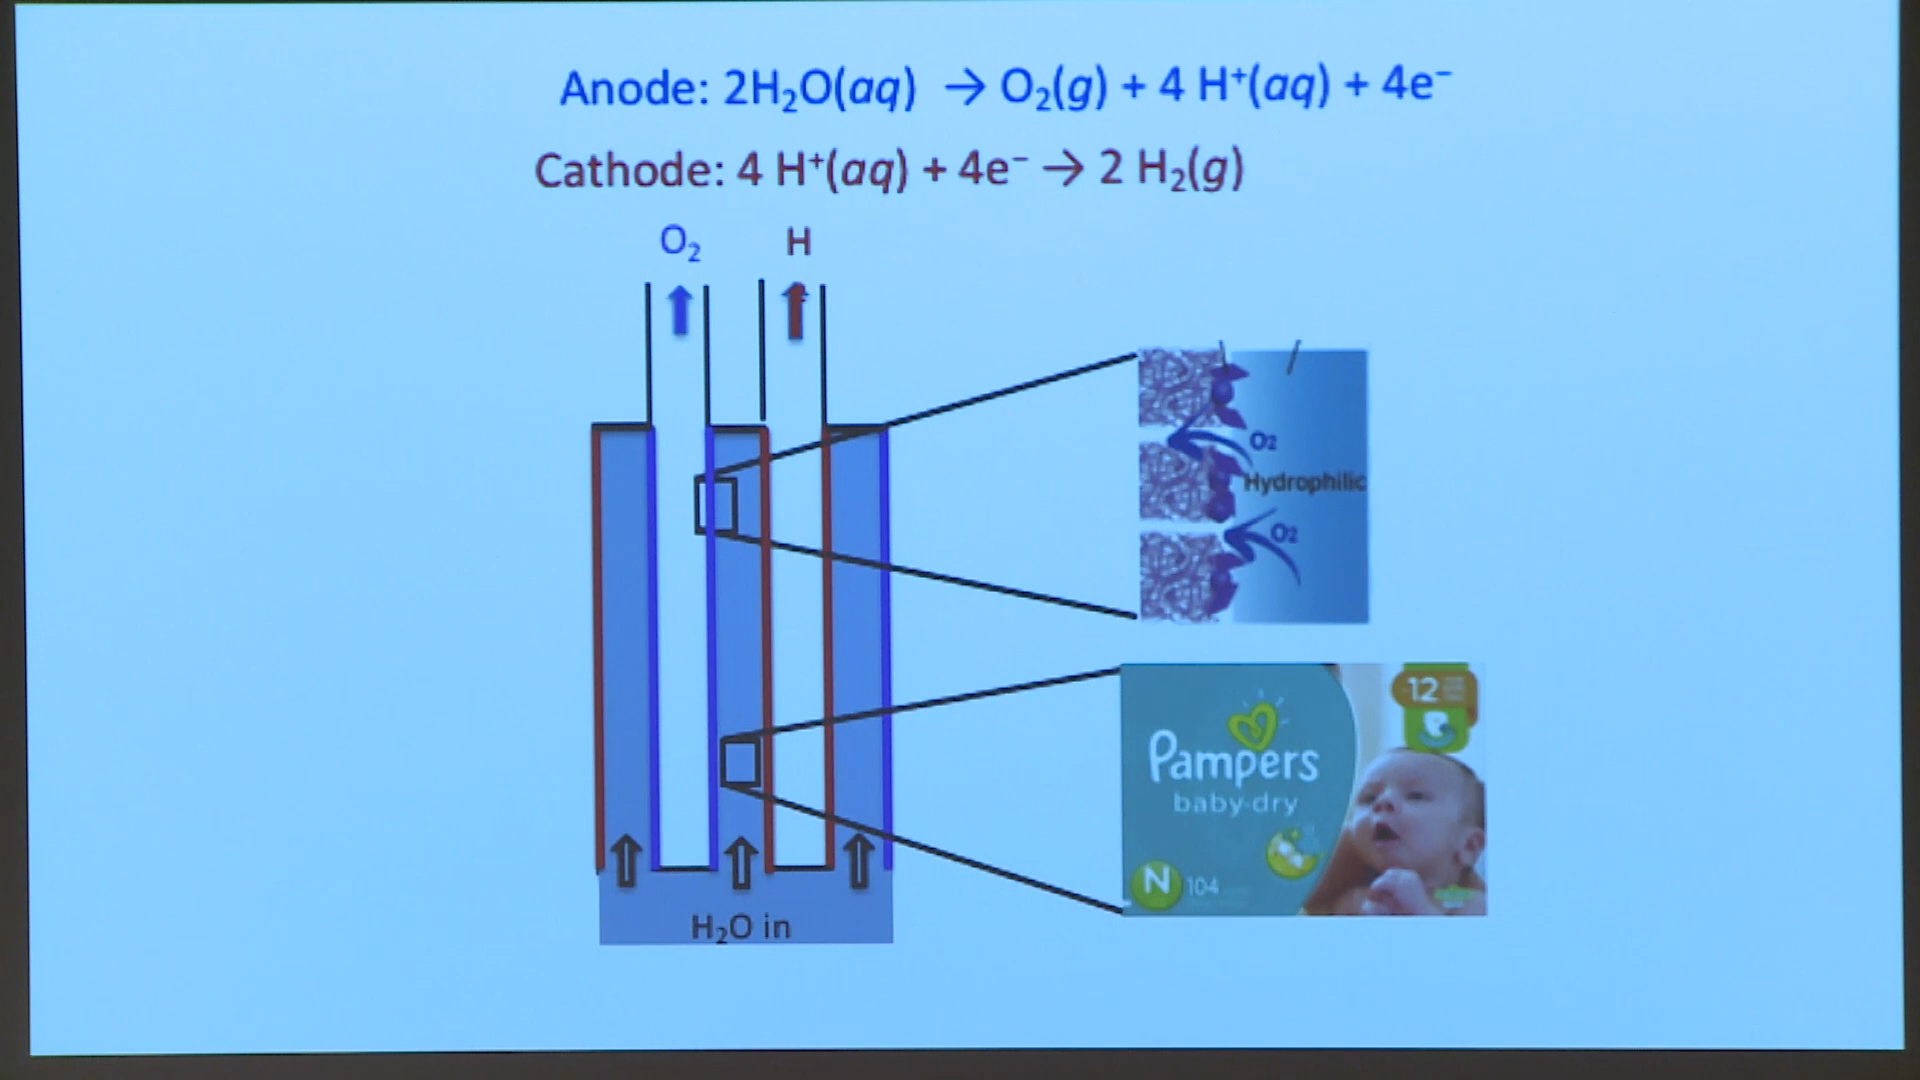 Anode: 2H₂O(aq) → O₂(g) + 4 H⁺(aq) + 4e⁻
Cathode: 4 H⁺(aq) + 4e⁻ → 2 H₂(g)
O₂ H
O₂
Hydrophilic
O₂
12
Pampers
baby-dry
N 104
H₂O in